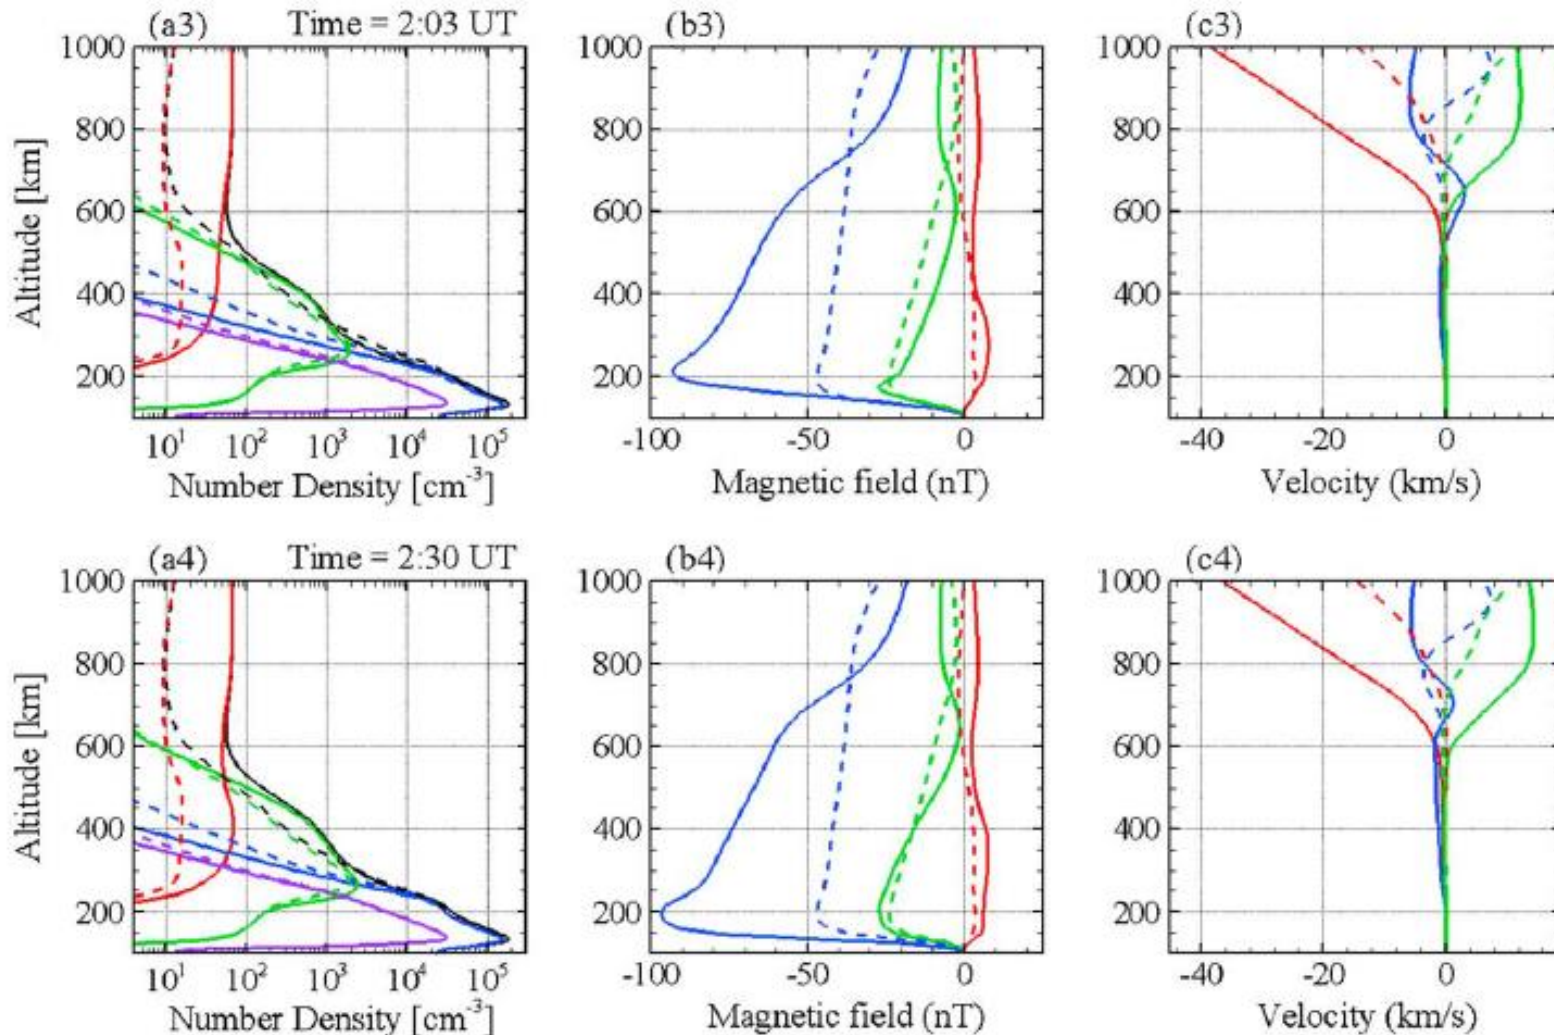 (a3) Time = 2:03 UT (b3) (c3)
1000 1000 1000
800 800 800
600 600 600
400 400 400
200 200 200
Altitude [km]
Altitude [km]
10¹ 10² 10³ 10⁴ 10⁵ -100 -50 0 -40 -20 0
Number Density [cm⁻³] Magnetic field (nT) Velocity (km/s)
(a4) Time = 2:30 UT (b4) (c4)
1000 1000 1000
800 800 800
600 600 600
400 400 400
200 200 200
Altitude [km]
Altitude [km]
10¹ 10² 10³ 10⁴ 10⁵ -100 -50 0 -40 -20 0
Number Density [cm⁻³] Magnetic field (nT) Velocity (km/s)